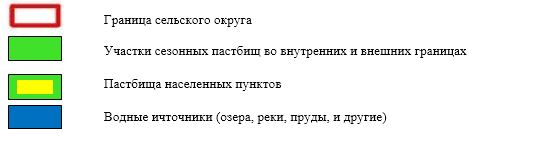 Граница сельского округа
Участки сезонных пастбищ во внутренних и внешних границах
Пастбища населенных пунктов
Водные ичточники (озера, реки, пруды, и другие)